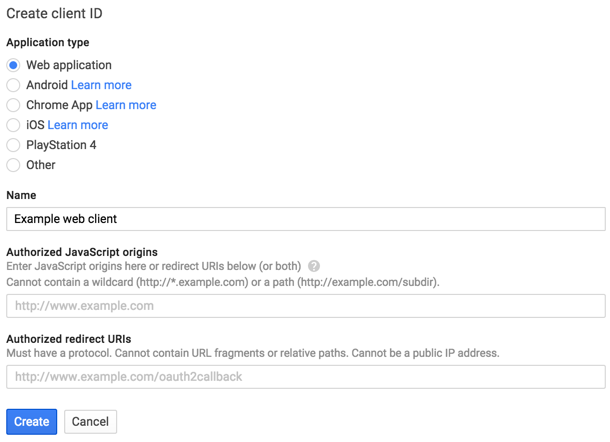 Create client ID
Application type
Web application
Android Learn more
Chrome App Learn more
iOS Learn more
PlayStation 4
Other
Name
Example web client
Authorized JavaScript origins
Enter JavaScript origins here or redirect URIs below (or both) ?
Cannot contain a wildcard (http://*.example.com) or a path (http://example.com/subdir).
http://www.example.com
Authorized redirect URIs
Must have a protocol. Cannot contain URL fragments or relative paths. Cannot be a public IP address.
http://www.example.com/oauth2callback
Create Cancel